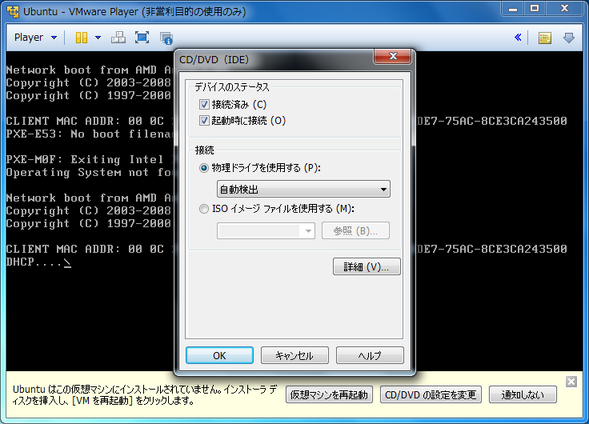 Ubuntu - VMware Player (非営利目的の使用のみ)
Player
Network boot from AMD A
Copyright (C) 2003-2008
Copyright (C) 1997-2000
CLIENT MAC ADDR: 00 0C DE7-75AC-8CE3CA243500
PXE-E53: No boot filena
PXE-M0F: Exiting Intel
Operating System not fo
Network boot from AMD A
Copyright (C) 2003-2008
Copyright (C) 1997-2000
CLIENT MAC ADDR: 00 0C DE7-75AC-8CE3CA243500
DHCP....\
CD/DVD (IDE)
デバイスのステータス
接続済み (C)
起動時に接続 (O)
接続
物理ドライブを使用する (P):
自動検出
ISO イメージ ファイルを使用する (M):
参照 (B)...
詳細 (V)...
OK
キャンセル
ヘルプ
Ubuntu はこの仮想マシンにインストールされていません。インストーラ デ
ィスクを挿入し、[VM を再起動] をクリックします。
仮想マシンを再起動
CD/DVD の設定を変更
通知しない